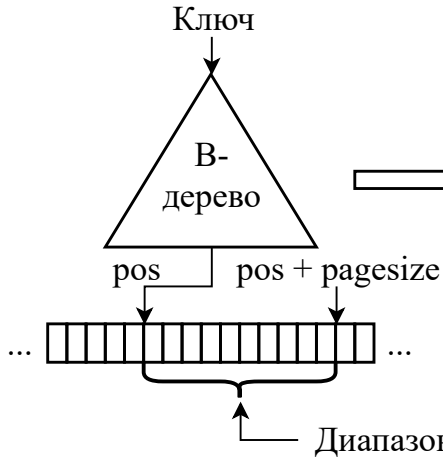 Ключ
В-
дерево
pos pos + pagesize
... ...
Диапазон